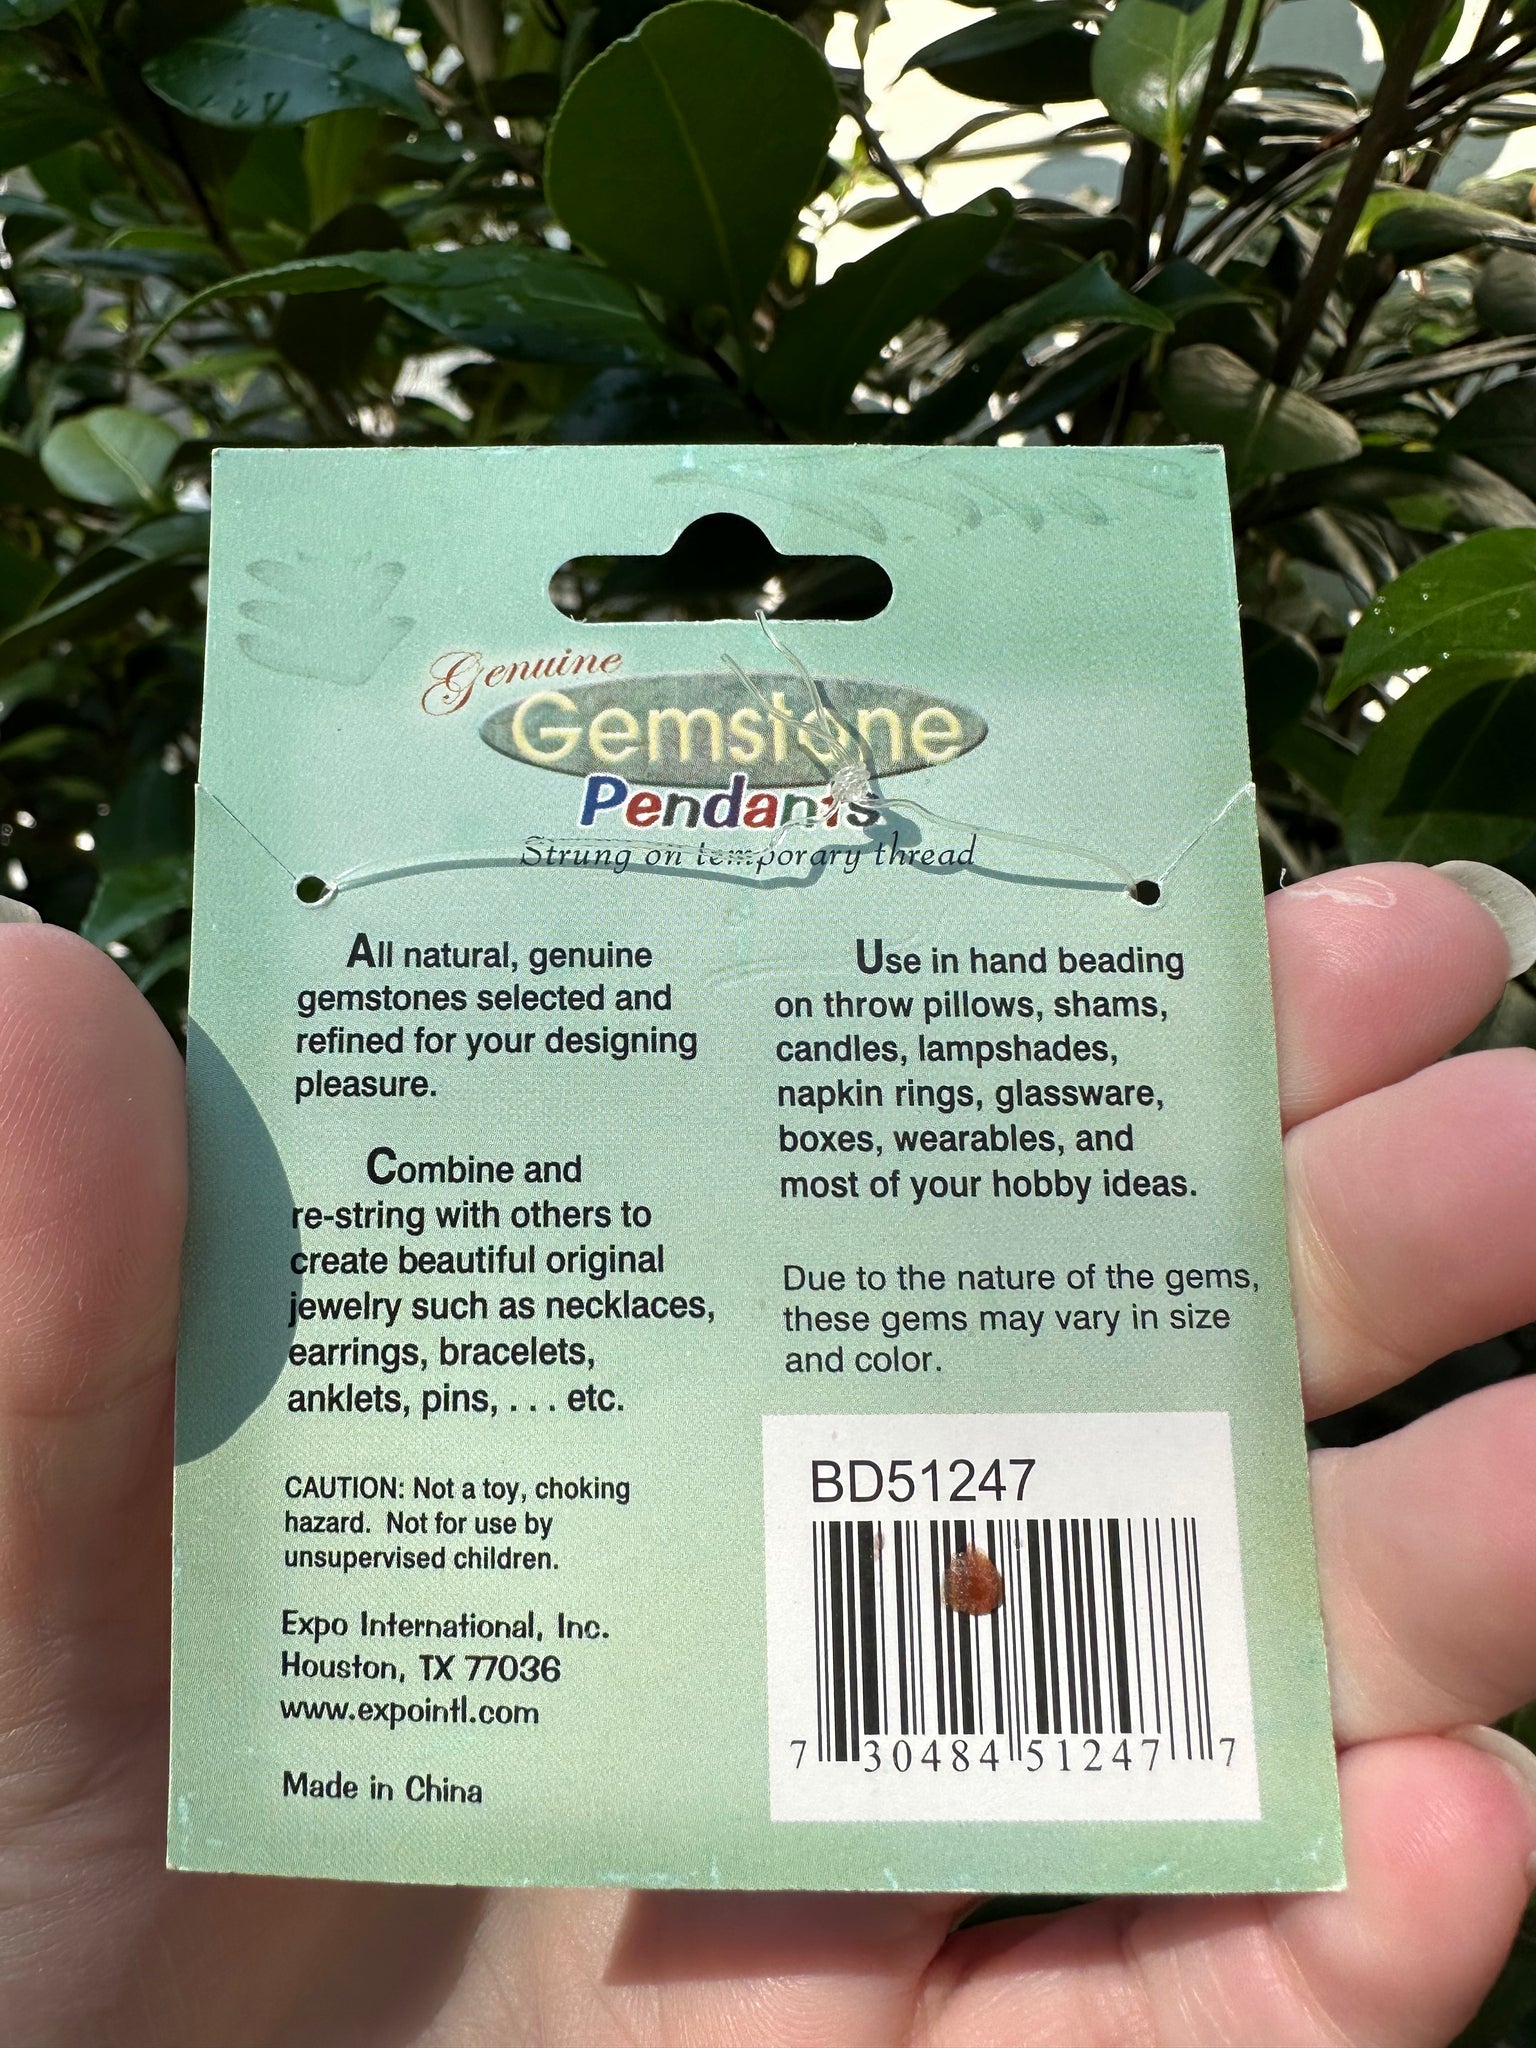 Genuine
Gemstone
Pendants
Strung on temporary thread
All natural, genuine
gemstones selected and
refined for your designing
pleasure.
Combine and
re-string with others to
create beautiful original
jewelry such as necklaces,
earrings, bracelets,
anklets, pins, . . . etc.
CAUTION: Not a toy, choking
hazard. Not for use by
unsupervised children.
Expo International, Inc.
Houston, TX 77036
www.expointl.com
Made in China
Use in hand beading
on throw pillows, shams,
candles, lampshades,
napkin rings, glassware,
boxes, wearables, and
most of your hobby ideas.
Due to the nature of the gems,
these gems may vary in size
and color.
BD51247
7 30484 51247 7